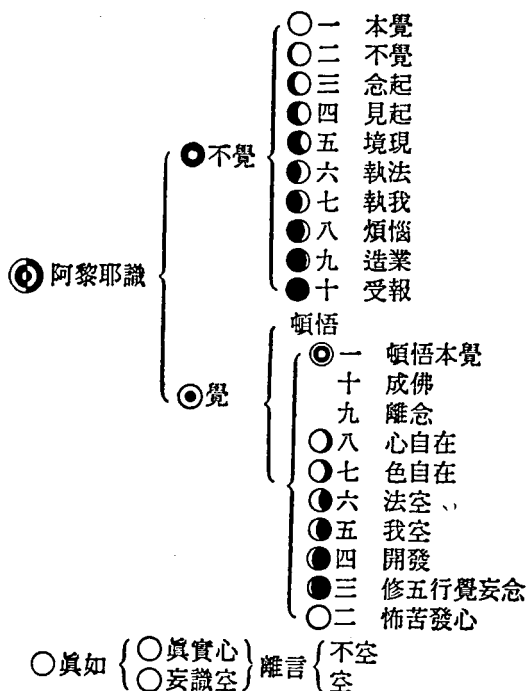 一 本覺
二 不覺
三 念起
四 見起
五 境現
六 執法
七 執我
八 煩惱
九 造業
十 受報
不覺
阿黎耶識
覺
頓悟
一 頓悟本覺
十 成佛
九 離念
八 心自在
七 色自在
六 法空
五 我空
四 開發
三 修五行覺妄念
二 怖苦發心
眞如
眞實心
妄識空
離言
不空
空